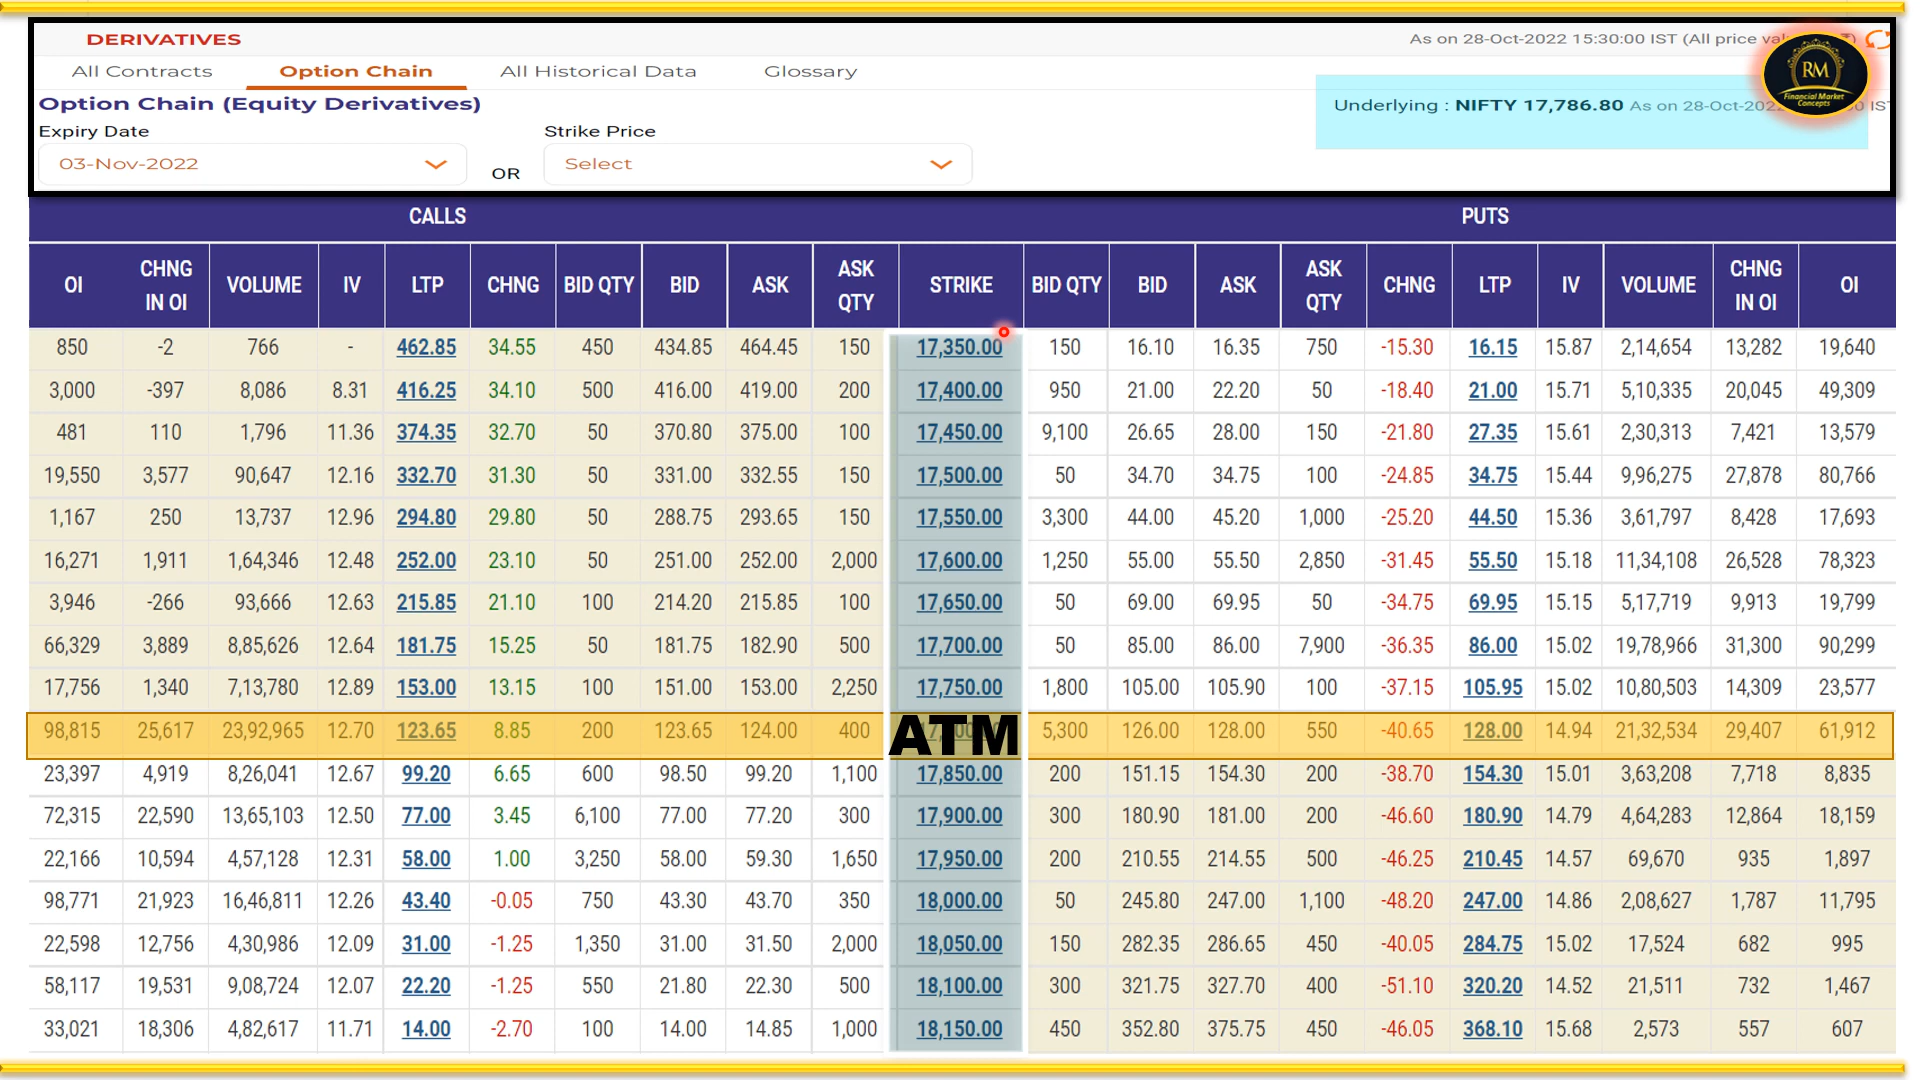 DERIVATIVES
As on 28-Oct-2022 15:30:00 IST (All price
RM
Financial Market
Concepts
All Contracts Option Chain All Historical Data Glossary
Option Chain (Equity Derivatives)
Underlying : NIFTY 17,786.80 As on
Expiry Date Strike Price
03-Nov-2022 OR Select
CALLS PUTS
OI CHNG IN OI VOLUME IV LTP CHNG BID QTY BID ASK ASK QTY STRIKE BID QTY BID ASK ASK QTY CHNG LTP IV VOLUME CHNG IN OI OI
850 -2 766 - 462.85 34.55 450 434.85 464.45 150 17,350.00 150 16.10 16.35 750 -15.30 16.15 15.87 2,14,654 13,282 19,640
3,000 -397 8,086 8.31 416.25 34.10 500 416.00 419.00 200 17,400.00 950 21.00 22.20 50 -18.40 21.00 15.71 5,10,335 20,045 49,309
481 110 1,796 11.36 374.35 32.70 50 370.80 375.00 100 17,450.00 9,100 26.65 28.00 150 -21.80 27.35 15.61 2,30,313 7,421 13,579
19,550 3,577 90,647 12.16 332.70 31.30 50 331.00 332.55 150 17,500.00 50 34.70 34.75 100 -24.85 34.75 15.44 9,96,275 27,878 80,766
1,167 250 13,737 12.96 294.80 29.80 50 288.75 293.65 150 17,550.00 3,300 44.00 45.20 1,000 -25.20 44.50 15.36 3,61,797 8,428 17,693
16,271 1,911 1,64,346 12.48 252.00 23.10 50 251.00 252.00 2,000 17,600.00 1,250 55.00 55.50 2,850 -31.45 55.50 15.18 11,34,108 26,528 78,323
3,946 -266 93,666 12.63 215.85 21.10 100 214.20 215.85 100 17,650.00 50 69.00 69.95 50 -34.75 69.95 15.15 5,17,719 9,913 19,799
66,329 3,889 8,85,626 12.64 181.75 15.25 50 181.75 182.90 500 17,700.00 50 85.00 86.00 7,900 -36.35 86.00 15.02 19,78,966 31,300 90,299
17,756 1,340 7,13,780 12.89 153.00 13.15 100 151.00 153.00 2,250 17,750.00 1,800 105.00 105.90 100 -37.15 105.95 15.02 10,80,503 14,309 23,577
98,815 25,617 23,92,965 12.70 123.65 8.85 200 123.65 124.00 400 ATM 5,300 126.00 128.00 550 -40.65 128.00 14.94 21,32,534 29,407 61,912
23,397 4,919 8,26,041 12.67 99.20 6.65 600 98.50 99.20 1,100 17,850.00 200 151.15 154.30 200 -38.70 154.30 15.01 3,63,208 7,718 8,835
72,315 22,590 13,65,103 12.50 77.00 3.45 6,100 77.00 77.20 300 17,900.00 300 180.90 181.00 200 -46.60 180.90 14.79 4,64,283 12,864 18,159
22,166 10,594 4,57,128 12.31 58.00 1.00 3,250 58.00 59.30 1,650 17,950.00 200 210.55 214.55 500 -46.25 210.45 14.57 69,670 935 1,897
98,771 21,923 16,46,811 12.26 43.40 -0.05 750 43.30 43.70 350 18,000.00 50 245.80 247.00 1,100 -48.20 247.00 14.86 2,08,627 1,787 11,795
22,598 12,756 4,30,986 12.09 31.00 -1.25 1,350 31.00 31.50 2,000 18,050.00 150 282.35 286.65 450 -40.05 284.75 15.02 17,524 682 995
58,117 19,531 9,08,724 12.07 22.20 -1.25 550 21.80 22.30 500 18,100.00 300 321.75 327.70 400 -51.10 320.20 14.52 21,511 732 1,467
33,021 18,306 4,82,617 11.71 14.00 -2.70 100 14.00 14.85 1,000 18,150.00 450 352.80 375.75 450 -46.05 368.10 15.68 2,573 557 607